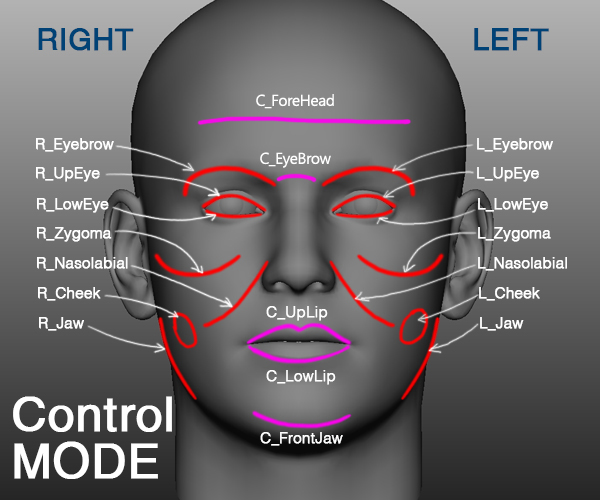 RIGHT
LEFT
C_ForeHead
R_Eyebrow
C_EyeBrow
L_Eyebrow
R_UpEye
L_UpEye
R_LowEye
L_LowEye
R_Zygoma
L_Zygoma
R_Nasolabial
L_Nasolabial
R_Cheek
L_Cheek
C_UpLip
R_Jaw
L_Jaw
C_LowLip
Control
MODE
C_FrontJaw